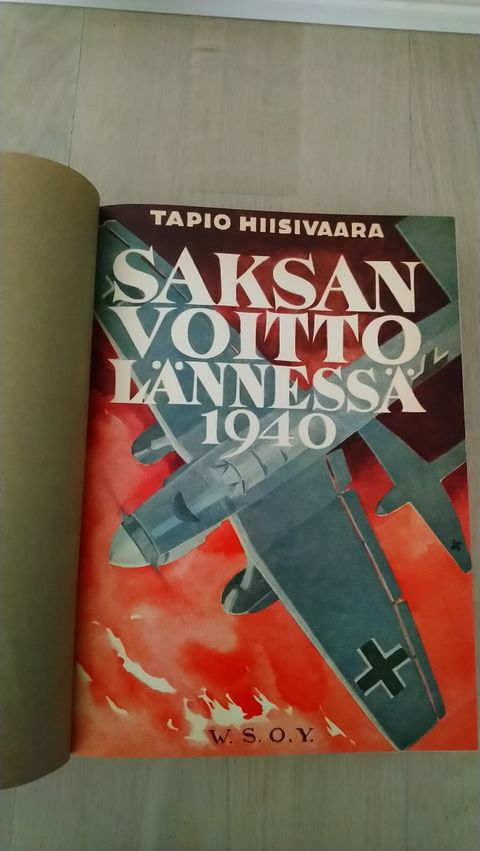 TAPIO HIISIVAARA
SAKSAN
VOITTO
LÄNNESSÄ
1940
W. S. O. Y.